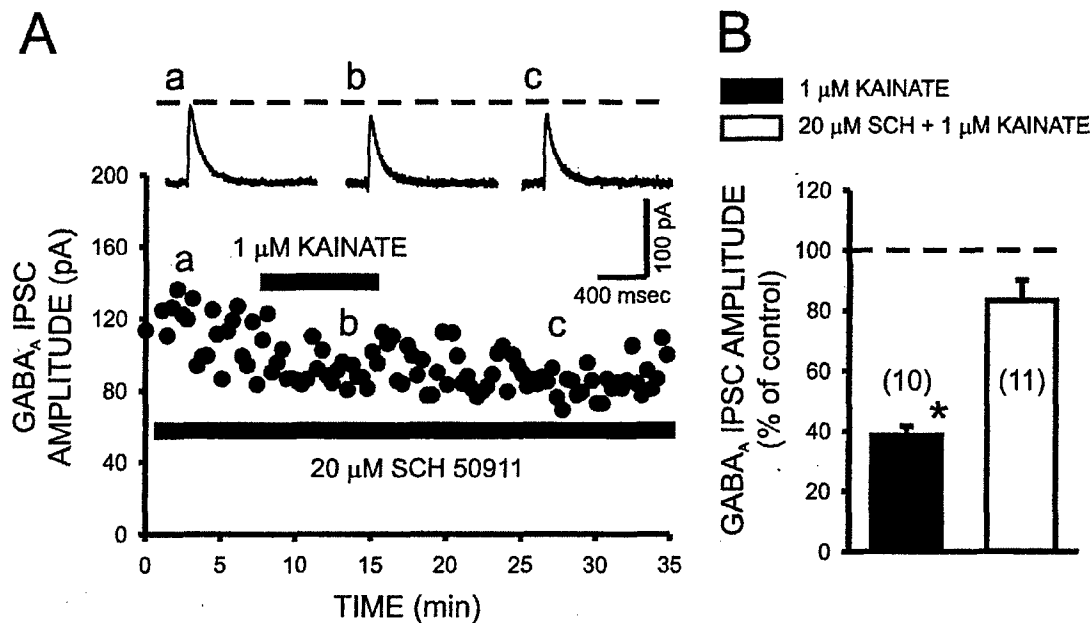 A
a
b
c
GABA_A IPSC
AMPLITUDE (pA)
200
160
120
80
40
0
100 pA
400 msec
1 μM KAINATE
a
b
c
20 μM SCH 50911
0
5
10
15
20
25
30
35
TIME (min)
B
1 μM KAINATE
20 μM SCH + 1 μM KAINATE
GABA_A IPSC AMPLITUDE
(% of control)
120
100
80
60
40
20
0
(10)
*
(11)